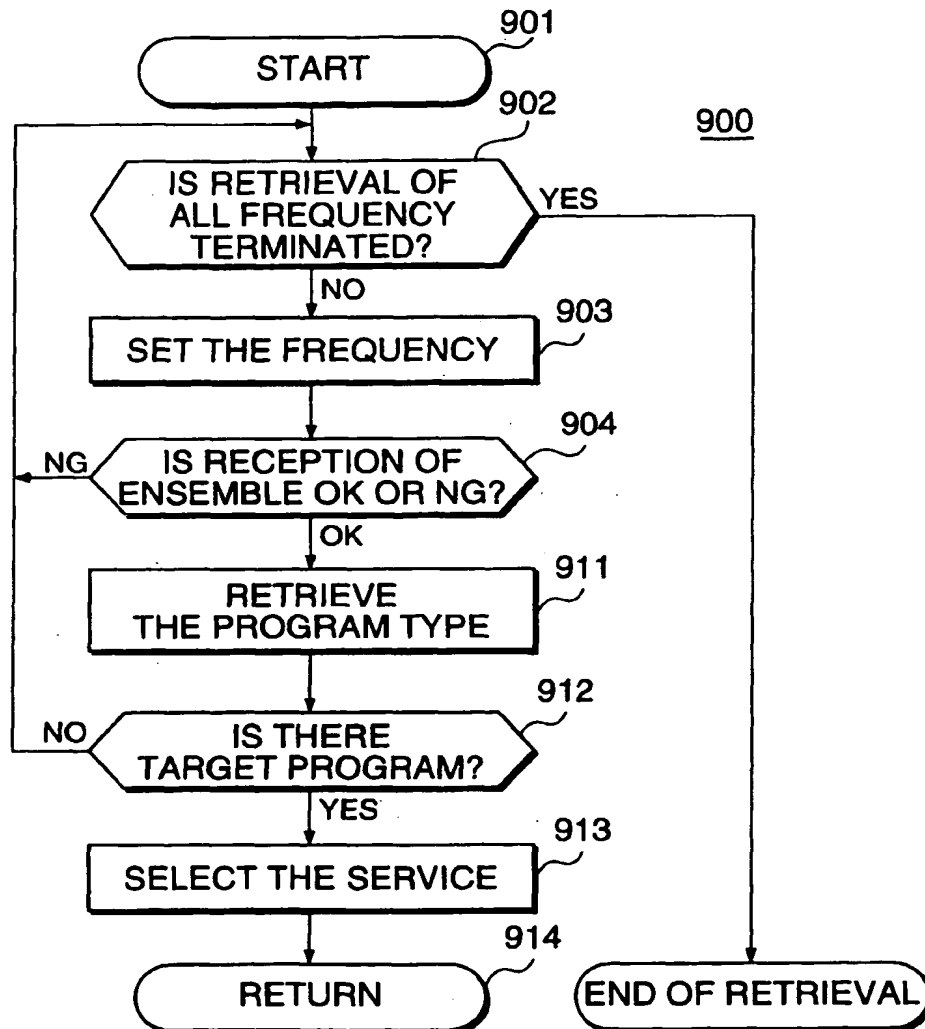 901
START
902
900
IS RETRIEVAL OF
ALL FREQUENCY
TERMINATED?
YES
NO
903
SET THE FREQUENCY
904
NG
IS RECEPTION OF
ENSEMBLE OK OR NG?
OK
911
RETRIEVE
THE PROGRAM TYPE
912
NO
IS THERE
TARGET PROGRAM?
YES
913
SELECT THE SERVICE
914
RETURN
END OF RETRIEVAL